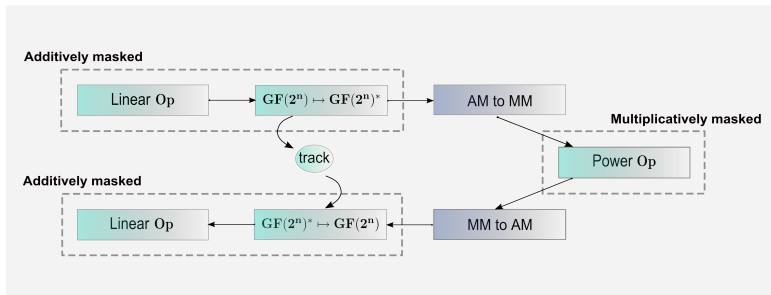 Additively masked
Linear Op
GF(2ⁿ) ↦ GF(2ⁿ)*
AM to MM
Multiplicatively masked
track
Power Op
Additively masked
Linear Op
GF(2ⁿ)* ↦ GF(2ⁿ)
MM to AM